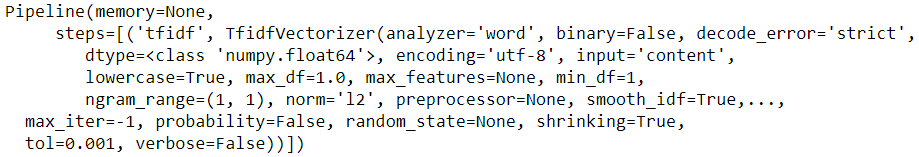 Pipeline(memory=None,
steps=[('tfidf', TfidfVectorizer(analyzer='word', binary=False, decode_error='strict',
dtype=<class 'numpy.float64'>, encoding='utf-8', input='content',
lowercase=True, max_df=1.0, max_features=None, min_df=1,
ngram_range=(1, 1), norm='l2', preprocessor=None, smooth_idf=True,...,
max_iter=-1, probability=False, random_state=None, shrinking=True,
tol=0.001, verbose=False))])